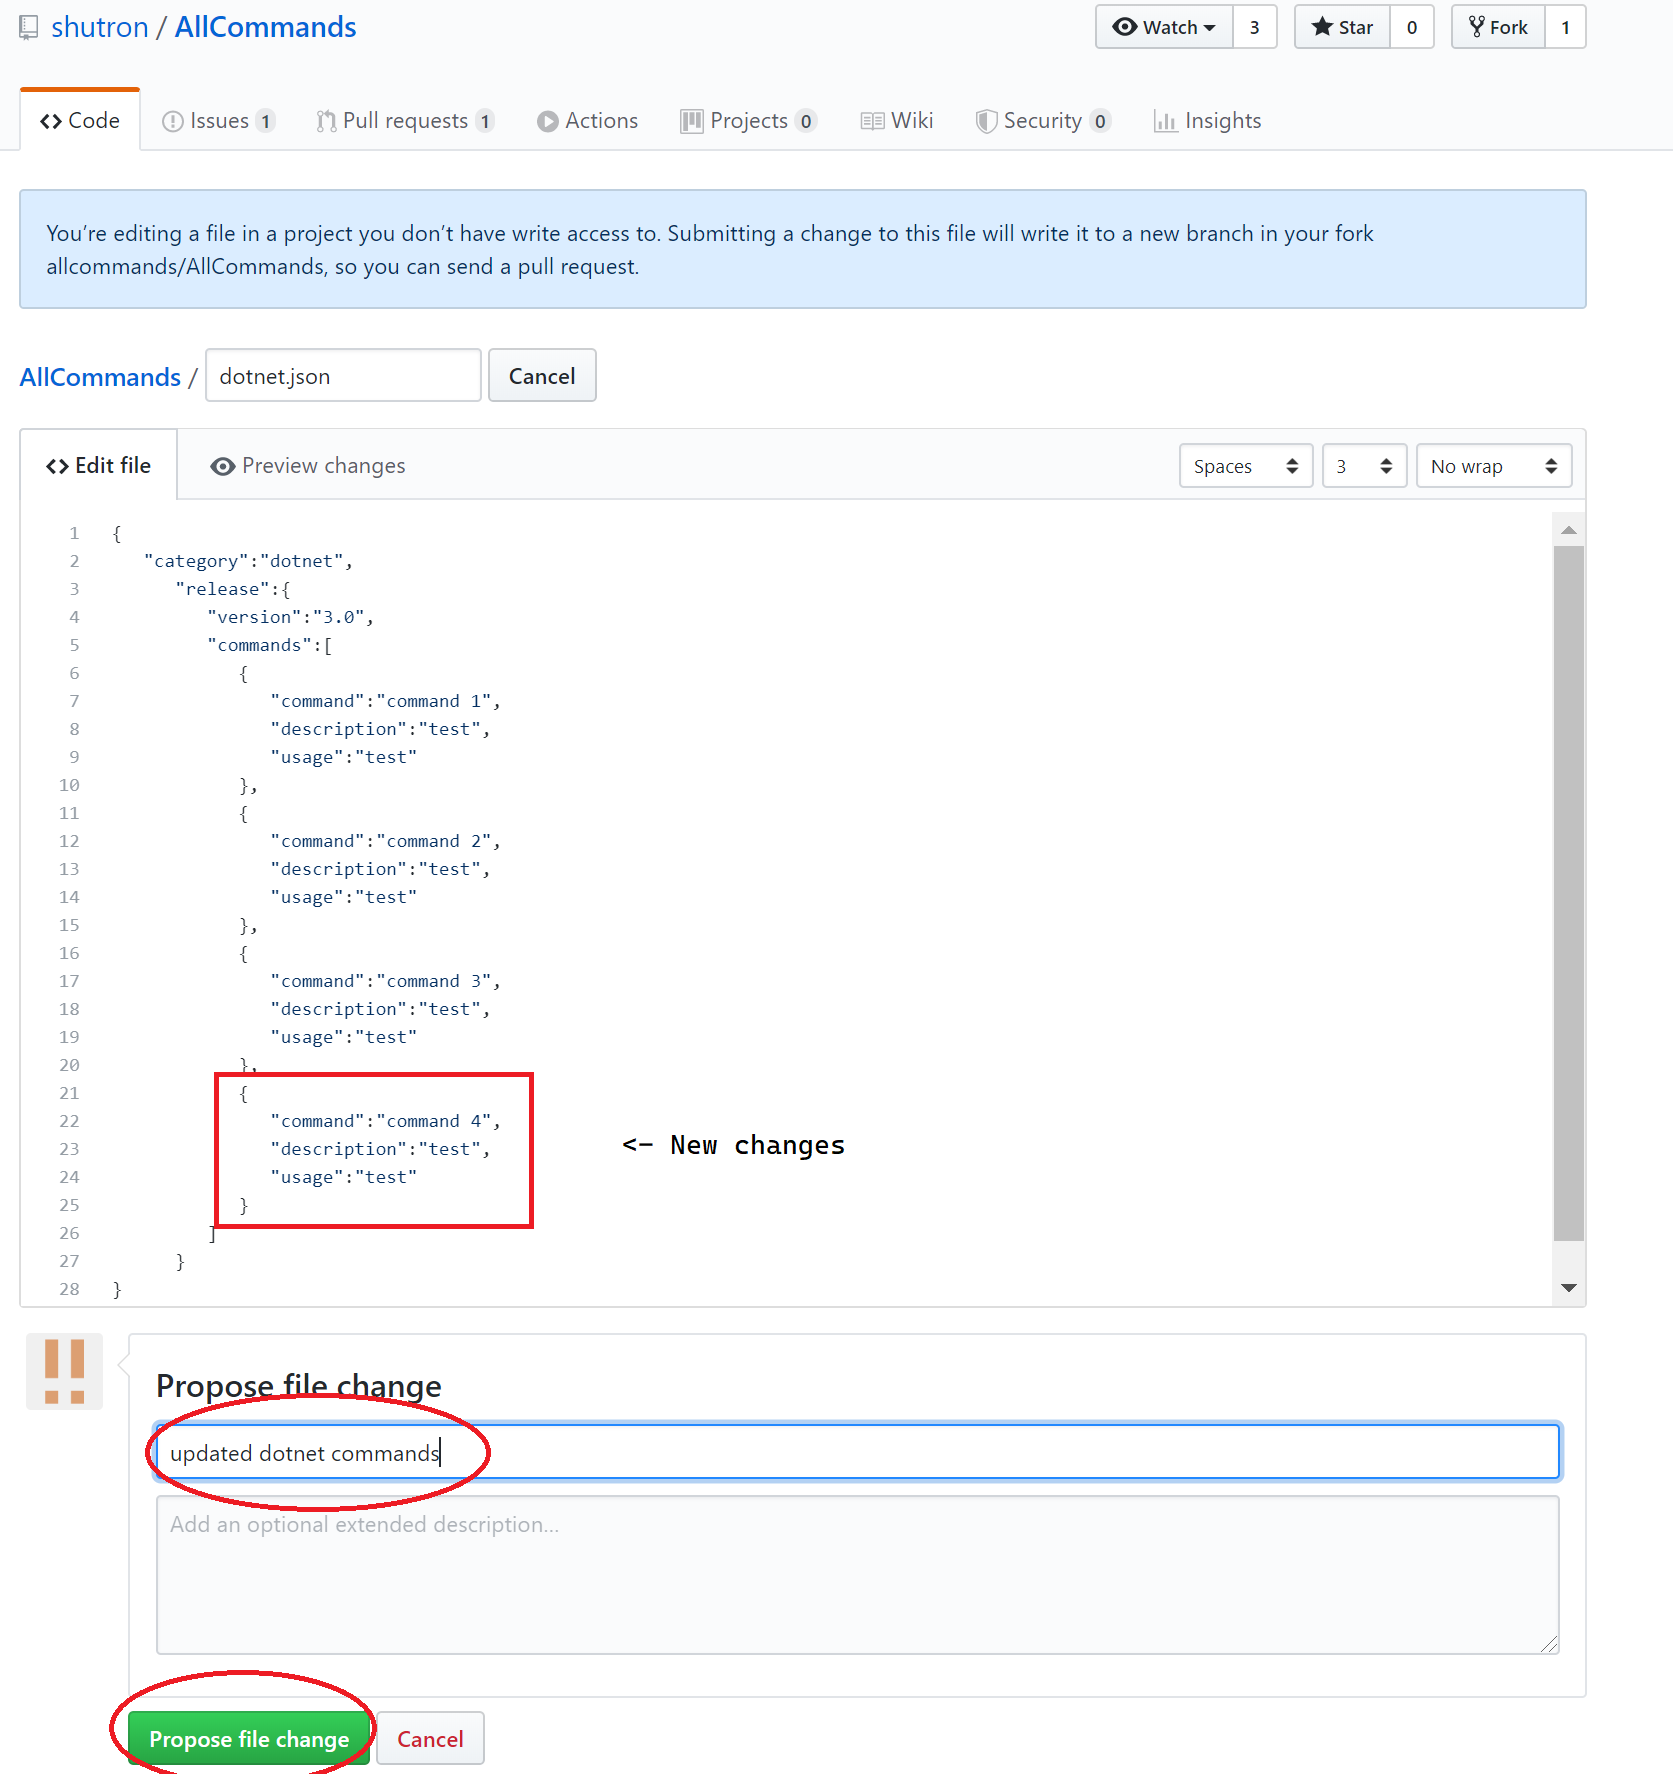 shutron / AllCommands
Watch 3 Star 0 Fork 1
Code Issues 1 Pull requests 1 Actions Projects 0 Wiki Security 0 Insights
You’re editing a file in a project you don’t have write access to. Submitting a change to this file will write it to a new branch in your fork
allcommands/AllCommands, so you can send a pull request.
AllCommands / dotnet.json Cancel
<> Edit file Preview changes Spaces 3 No wrap
1 {
2 "category":"dotnet",
3 "release":{
4 "version":"3.0",
5 "commands":[
6 {
7 "command":"command 1",
8 "description":"test",
9 "usage":"test"
10 },
11 {
12 "command":"command 2",
13 "description":"test",
14 "usage":"test"
15 },
16 {
17 "command":"command 3",
18 "description":"test",
19 "usage":"test"
20 },
21 {
22 "command":"command 4",
23 "description":"test",
<- New changes
24 "usage":"test"
25 }
26 ]
27 }
28 }
Propose file change
updated dotnet commands
Add an optional extended description...
Propose file change Cancel